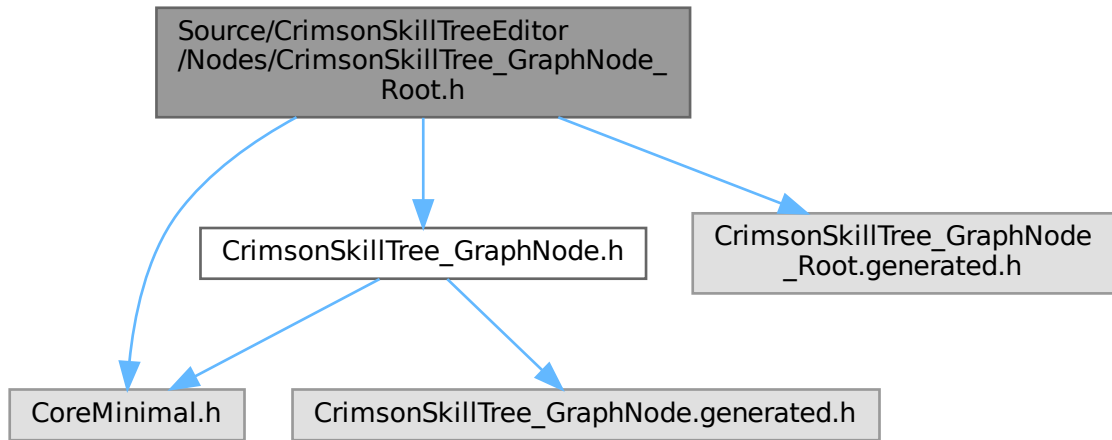 Source/CrimsonSkillTreeEditor
/Nodes/CrimsonSkillTree_GraphNode_
Root.h
CrimsonSkillTree_GraphNode.h
CrimsonSkillTree_GraphNode
_Root.generated.h
CoreMinimal.h
CrimsonSkillTree_GraphNode.generated.h